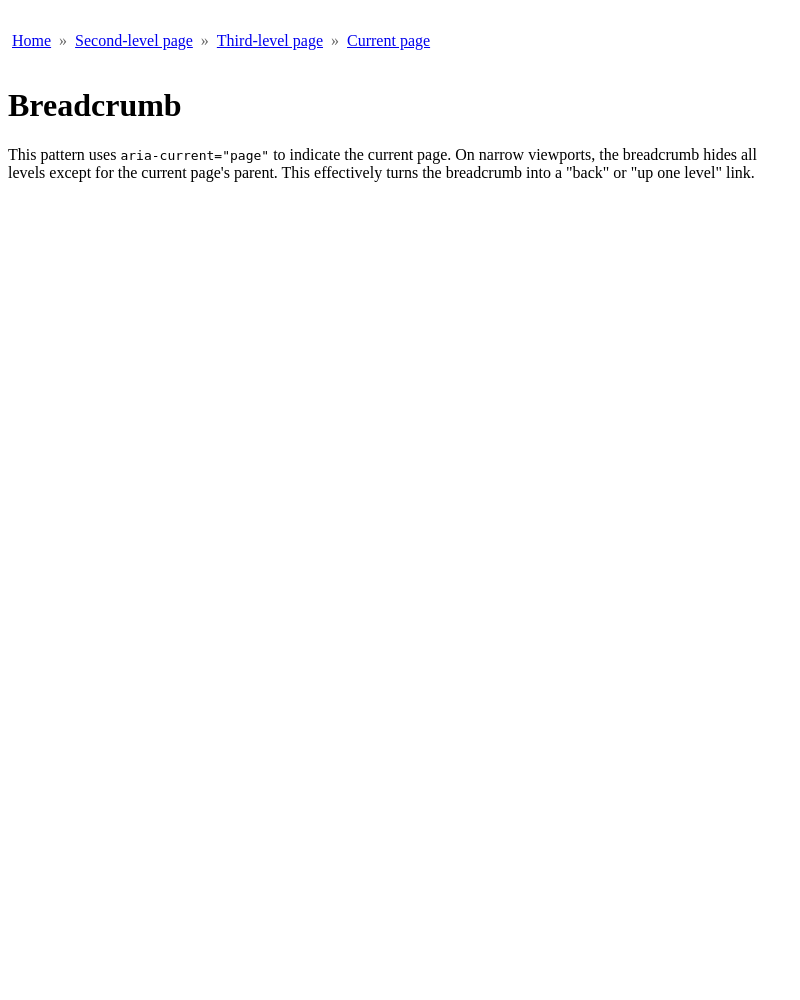 Home » Second-level page » Third-level page » Current page
Breadcrumb
This pattern uses aria-current="page" to indicate the current page. On narrow viewports, the breadcrumb hides all
levels except for the current page's parent. This effectively turns the breadcrumb into a "back" or "up one level" link.